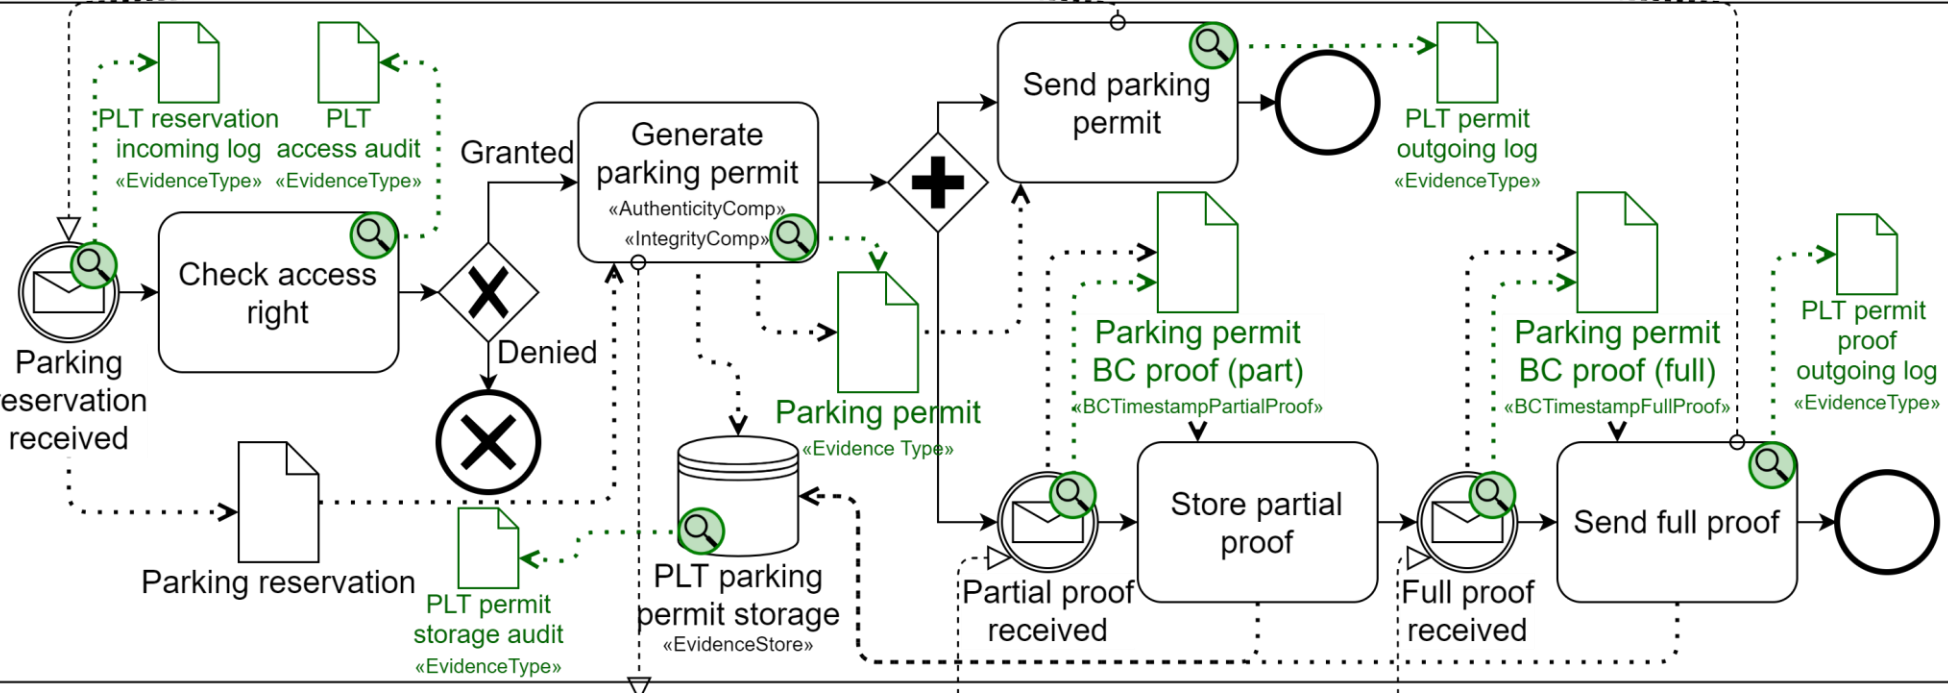 PLT reservation
incoming log
«EvidenceType»
PLT
access audit
«EvidenceType»
Parking
reservation
received
Check access
right
Granted
Denied
Generate
parking permit
«AuthenticityComp»
«IntegrityComp»
Send parking
permit
PLT permit
outgoing log
«EvidenceType»
Parking permit
«Evidence Type»
Parking permit
BC proof (part)
«BCTimestampPartialProof»
Parking permit
BC proof (full)
«BCTimestampFullProof»
PLT permit
proof
outgoing log
«EvidenceType»
Parking reservation
PLT permit
storage audit
«EvidenceType»
PLT parking
permit storage
«EvidenceStore»
Partial proof
received
Store partial
proof
Full proof
received
Send full proof